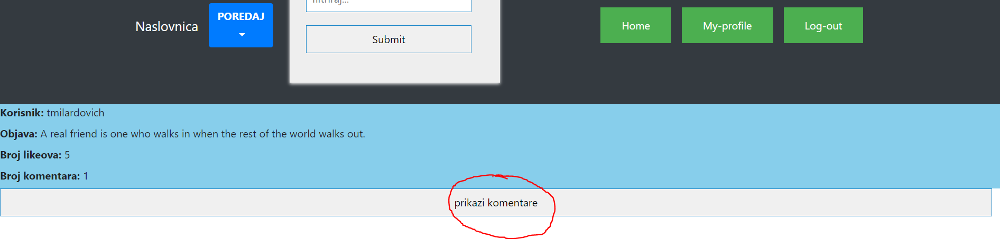 filtriraj...
Naslovnica
POREDAJ
Submit
Home
My-profile
Log-out
Korisnik: tmilardovich
Objava: A real friend is one who walks in when the rest of the world walks out.
Broj likeova: 5
Broj komentara: 1
prikazi komentare